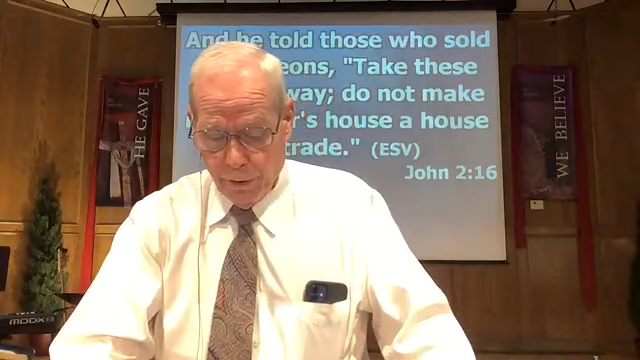 And he told those who sold
eons, "Take these
way; do not make
r's house a house
trade." (ESV)
John 2:16
HE GAVE
WE BELIEVE
MODX8